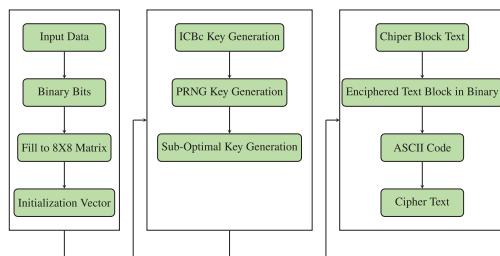 Input Data
Binary Bits
Fill to 8X8 Matrix
Initialization Vector
ICBc Key Generation
PRNG Key Generation
Sub-Optimal Key Generation
Chiper Block Text
Enciphered Text Block in Binary
ASCII Code
Cipher Text